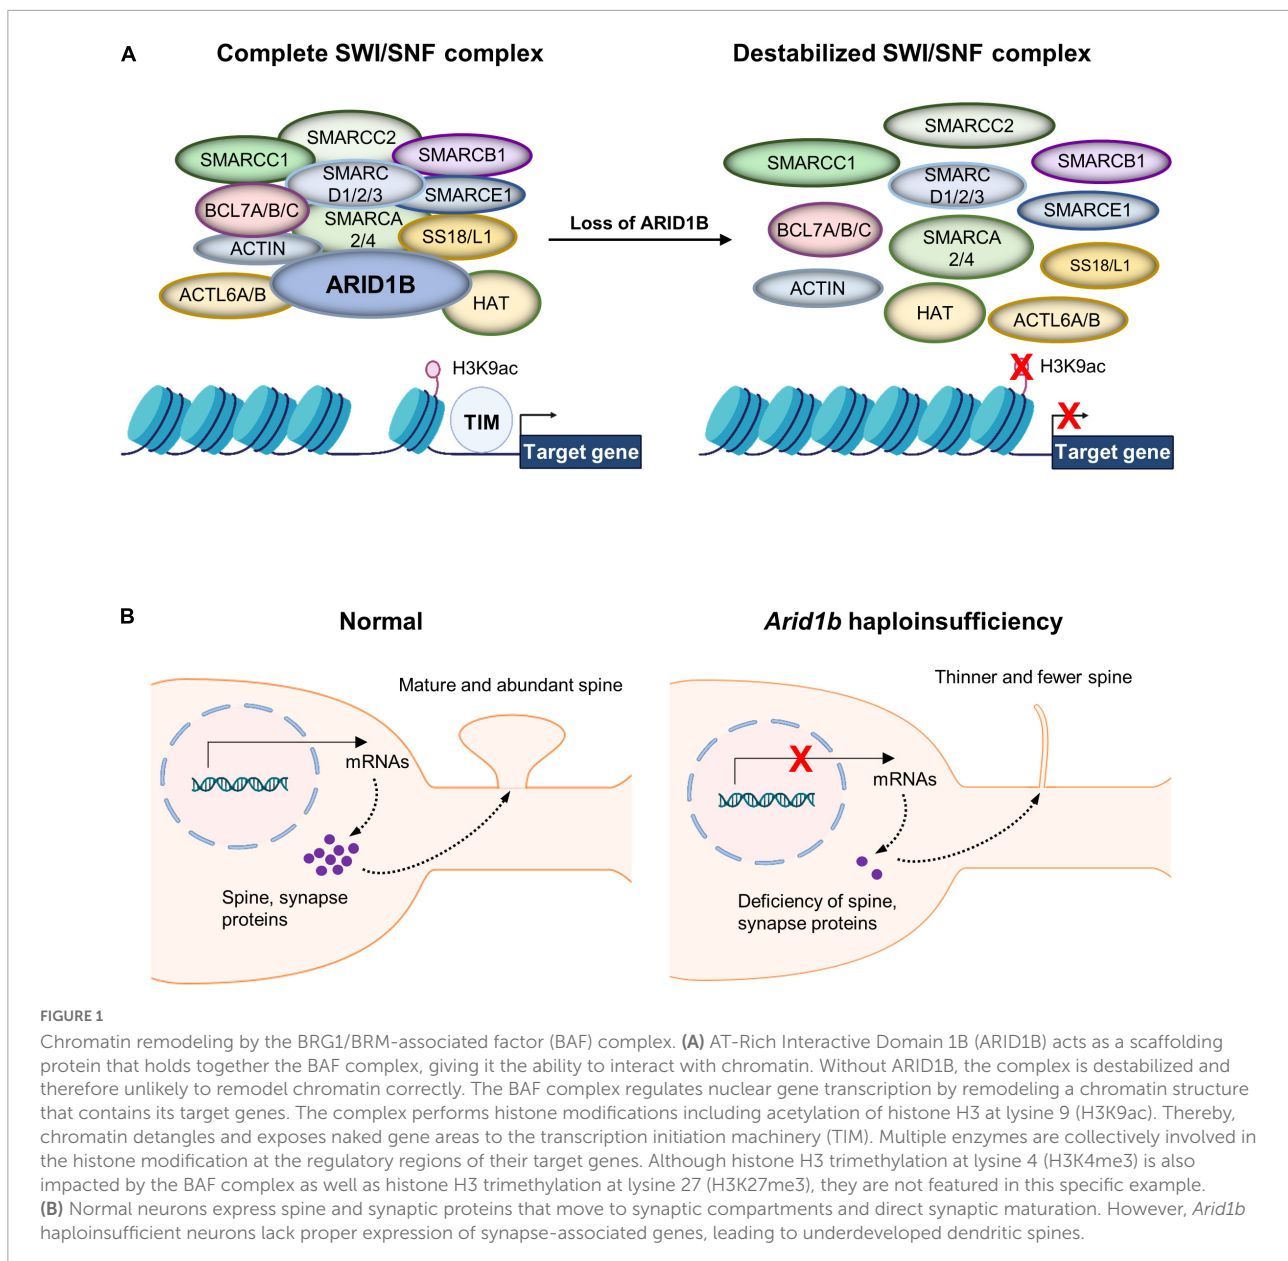 A
Complete SWI/SNF complex
Destabilized SWI/SNF complex
SMARCC2
SMARCC1
SMARCB1
SMARC
D1/2/3
SMARCE1
BCL7A/B/C
SMARCA
2/4
SS18/L1
ACTIN
ARID1B
ACTL6A/B
HAT
Loss of ARID1B
SMARCC2
SMARCC1
SMARCB1
SMARC
D1/2/3
SMARCE1
BCL7A/B/C
SMARCA
2/4
SS18/L1
ACTIN
HAT
ACTL6A/B
H3K9ac
TIM
Target gene
X
H3K9ac
X
Target gene
B
Normal
Arid1b haploinsufficiency
Mature and abundant spine
mRNAs
Spine, synapse
proteins
Thinner and fewer spine
X
mRNAs
Deficiency of spine,
synapse proteins
FIGURE 1
Chromatin remodeling by the BRG1/BRM-associated factor (BAF) complex. (A) AT-Rich Interactive Domain 1B (ARID1B) acts as a scaffolding
protein that holds together the BAF complex, giving it the ability to interact with chromatin. Without ARID1B, the complex is destabilized and
therefore unlikely to remodel chromatin correctly. The BAF complex regulates nuclear gene transcription by remodeling a chromatin structure
that contains its target genes. The complex performs histone modifications including acetylation of histone H3 at lysine 9 (H3K9ac). Thereby,
chromatin detangles and exposes naked gene areas to the transcription initiation machinery (TIM). Multiple enzymes are collectively involved in
the histone modification at the regulatory regions of their target genes. Although histone H3 trimethylation at lysine 4 (H3K4me3) is also
impacted by the BAF complex as well as histone H3 trimethylation at lysine 27 (H3K27me3), they are not featured in this specific example.
(B) Normal neurons express spine and synaptic proteins that move to synaptic compartments and direct synaptic maturation. However, Arid1b
haploinsufficient neurons lack proper expression of synapse-associated genes, leading to underdeveloped dendritic spines.